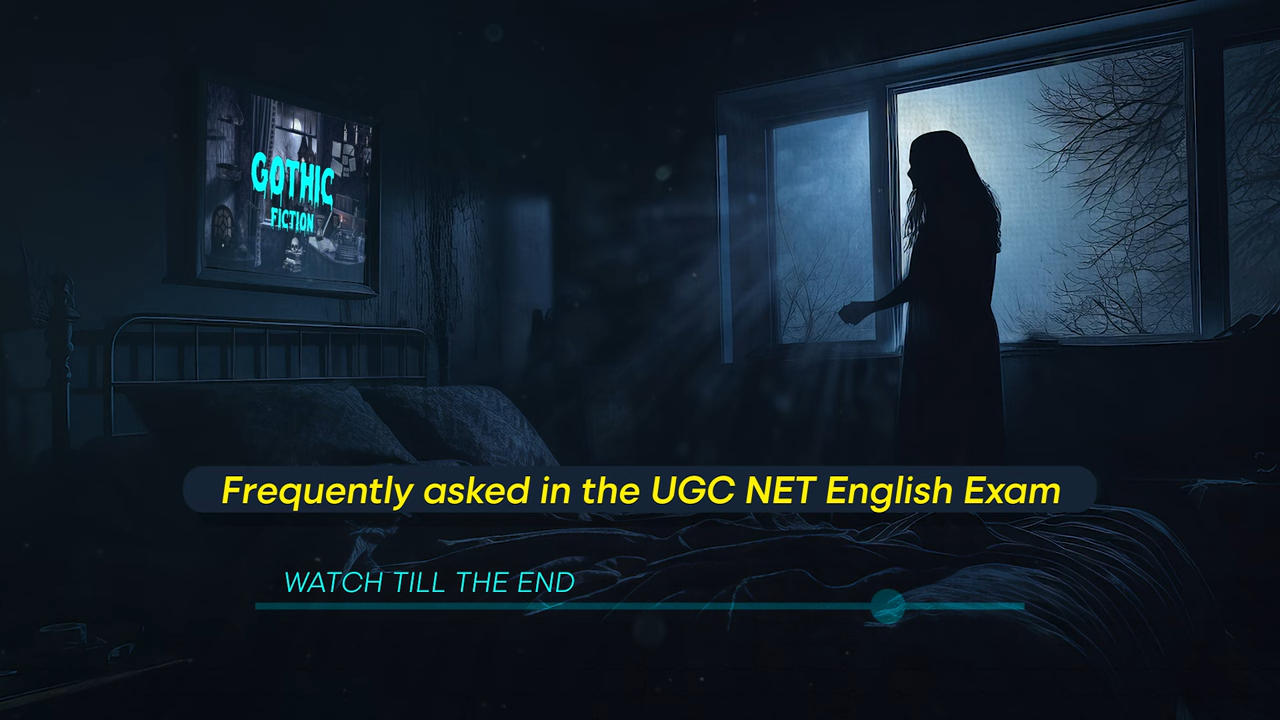 GOTHIC
FICTION
Frequently asked in the UGC NET English Exam
WATCH TILL THE END